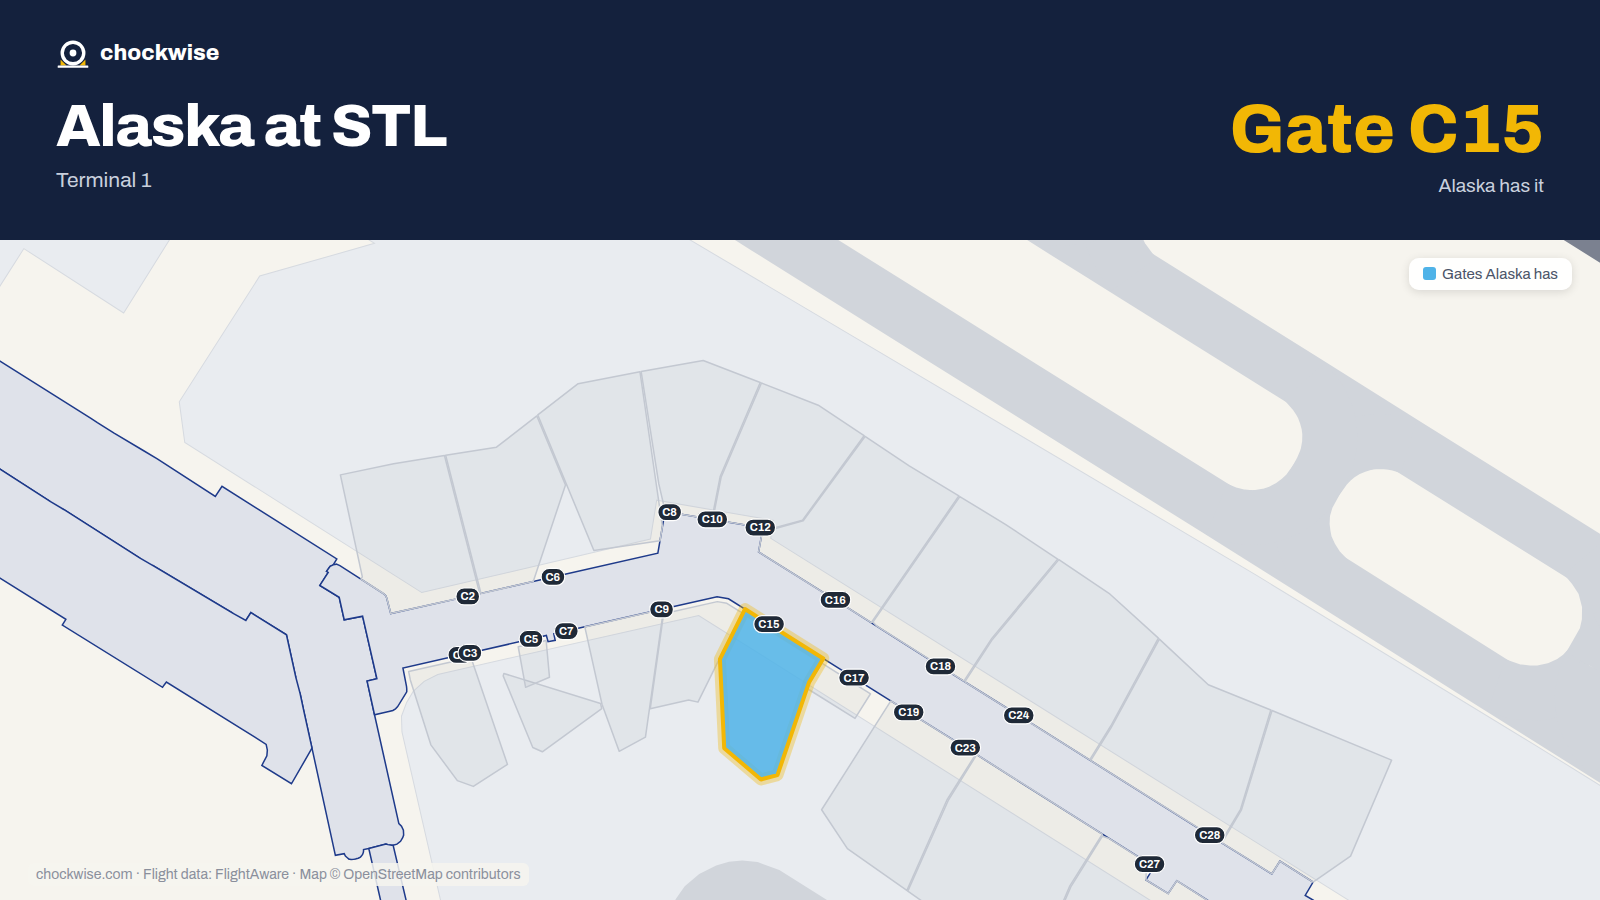 chockwise
Alaska at STL
Terminal 1
Gate C15
Alaska has it
Gates Alaska has
C8
C10
C12
C2
C6
C16
C9
C15
C5
C7
C3
C17
C18
C19
C24
C23
C28
C27
chockwise.com · Flight data: FlightAware · Map © OpenStreetMap contributors